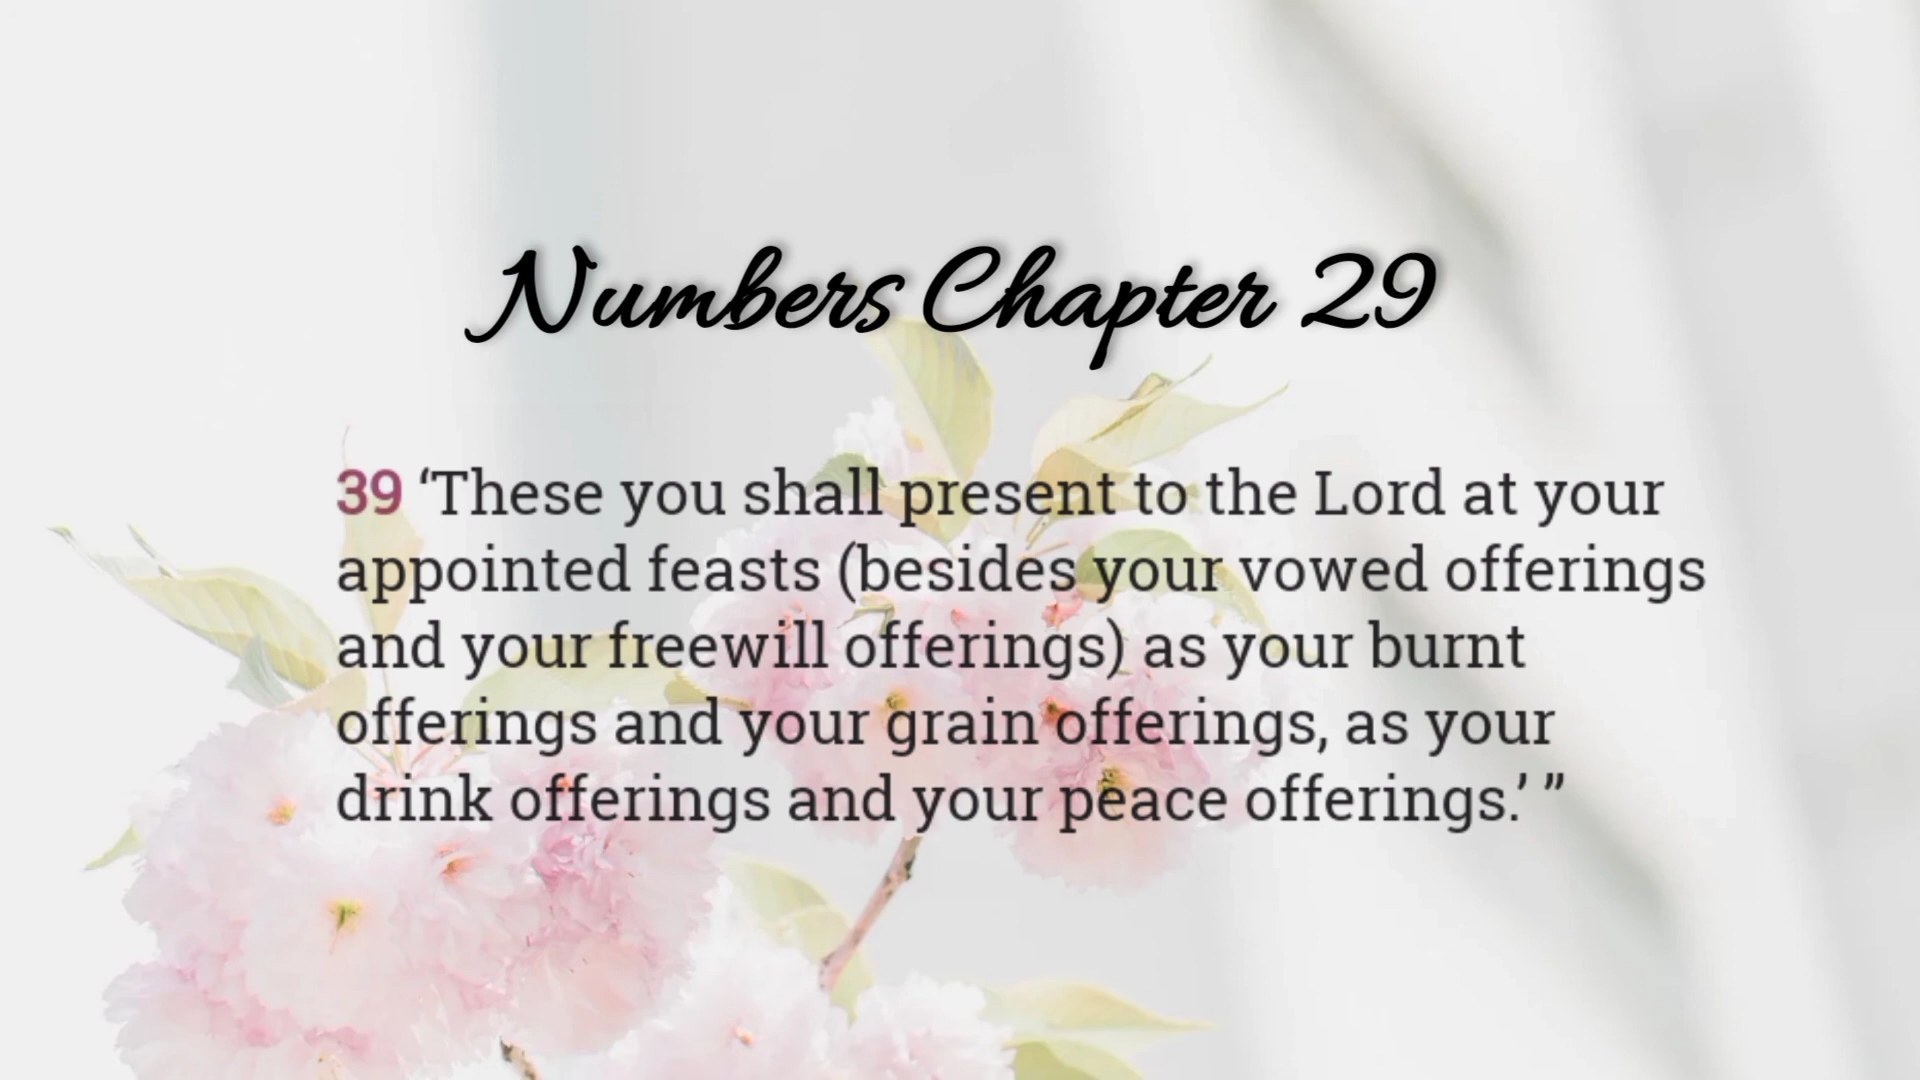 Numbers Chapter 29
39 ‘These you shall present to the Lord at your
appointed feasts (besides your vowed offerings
and your freewill offerings) as your burnt
offerings and your grain offerings, as your
drink offerings and your peace offerings.’ ”